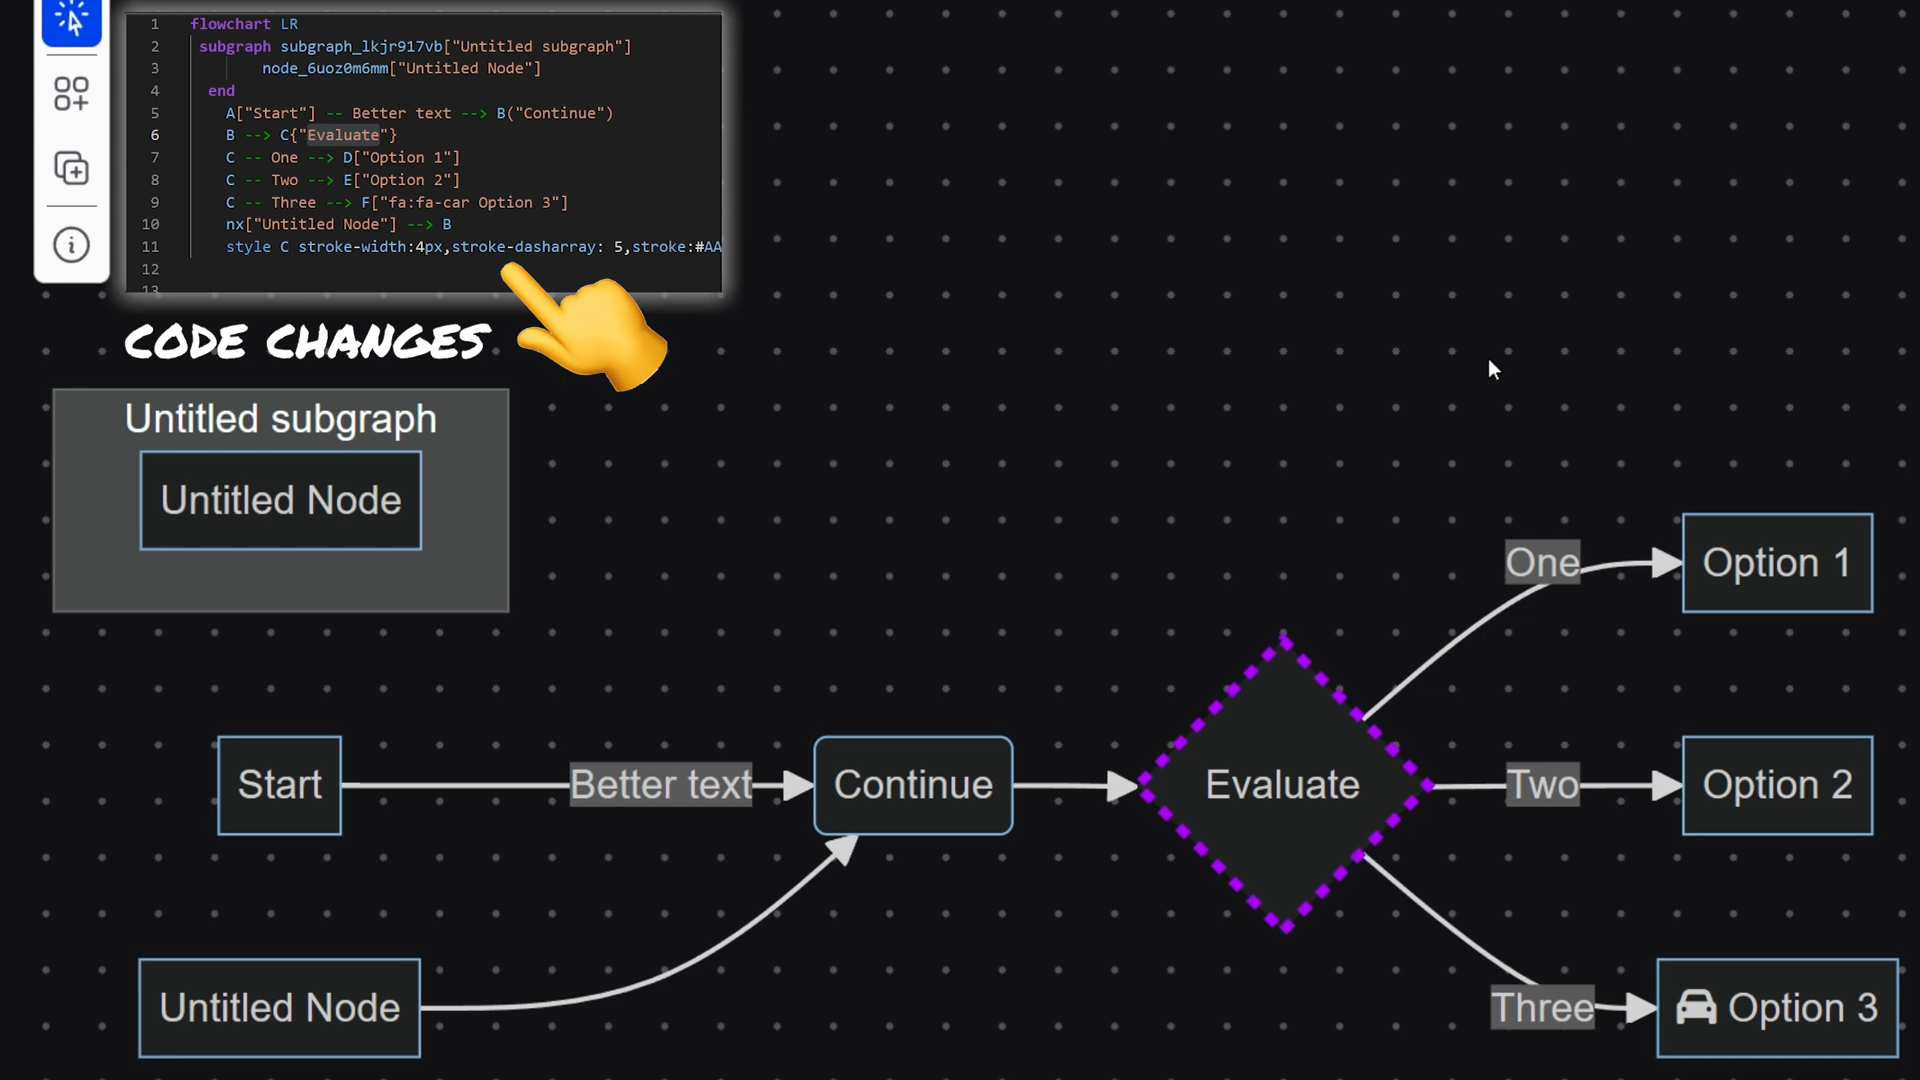 1 flowchart LR
2 subgraph subgraph_lkjr917vb["Untitled subgraph"]
3 node_6uoz0m6mm["Untitled Node"]
4 end
5 A["Start"] -- Better text --> B("Continue")
6 B --> C{"Evaluate"}
7 C -- One --> D["Option 1"]
8 C -- Two --> E["Option 2"]
9 C -- Three --> F["fa:fa-car Option 3"]
10 nx["Untitled Node"] --> B
11 style C stroke-width:4px,stroke-dasharray: 5,stroke:#AA
12
13
CODE CHANGES
Untitled subgraph
Untitled Node
One
Option 1
Start
Better text
Continue
Evaluate
Two
Option 2
Untitled Node
Three
Option 3